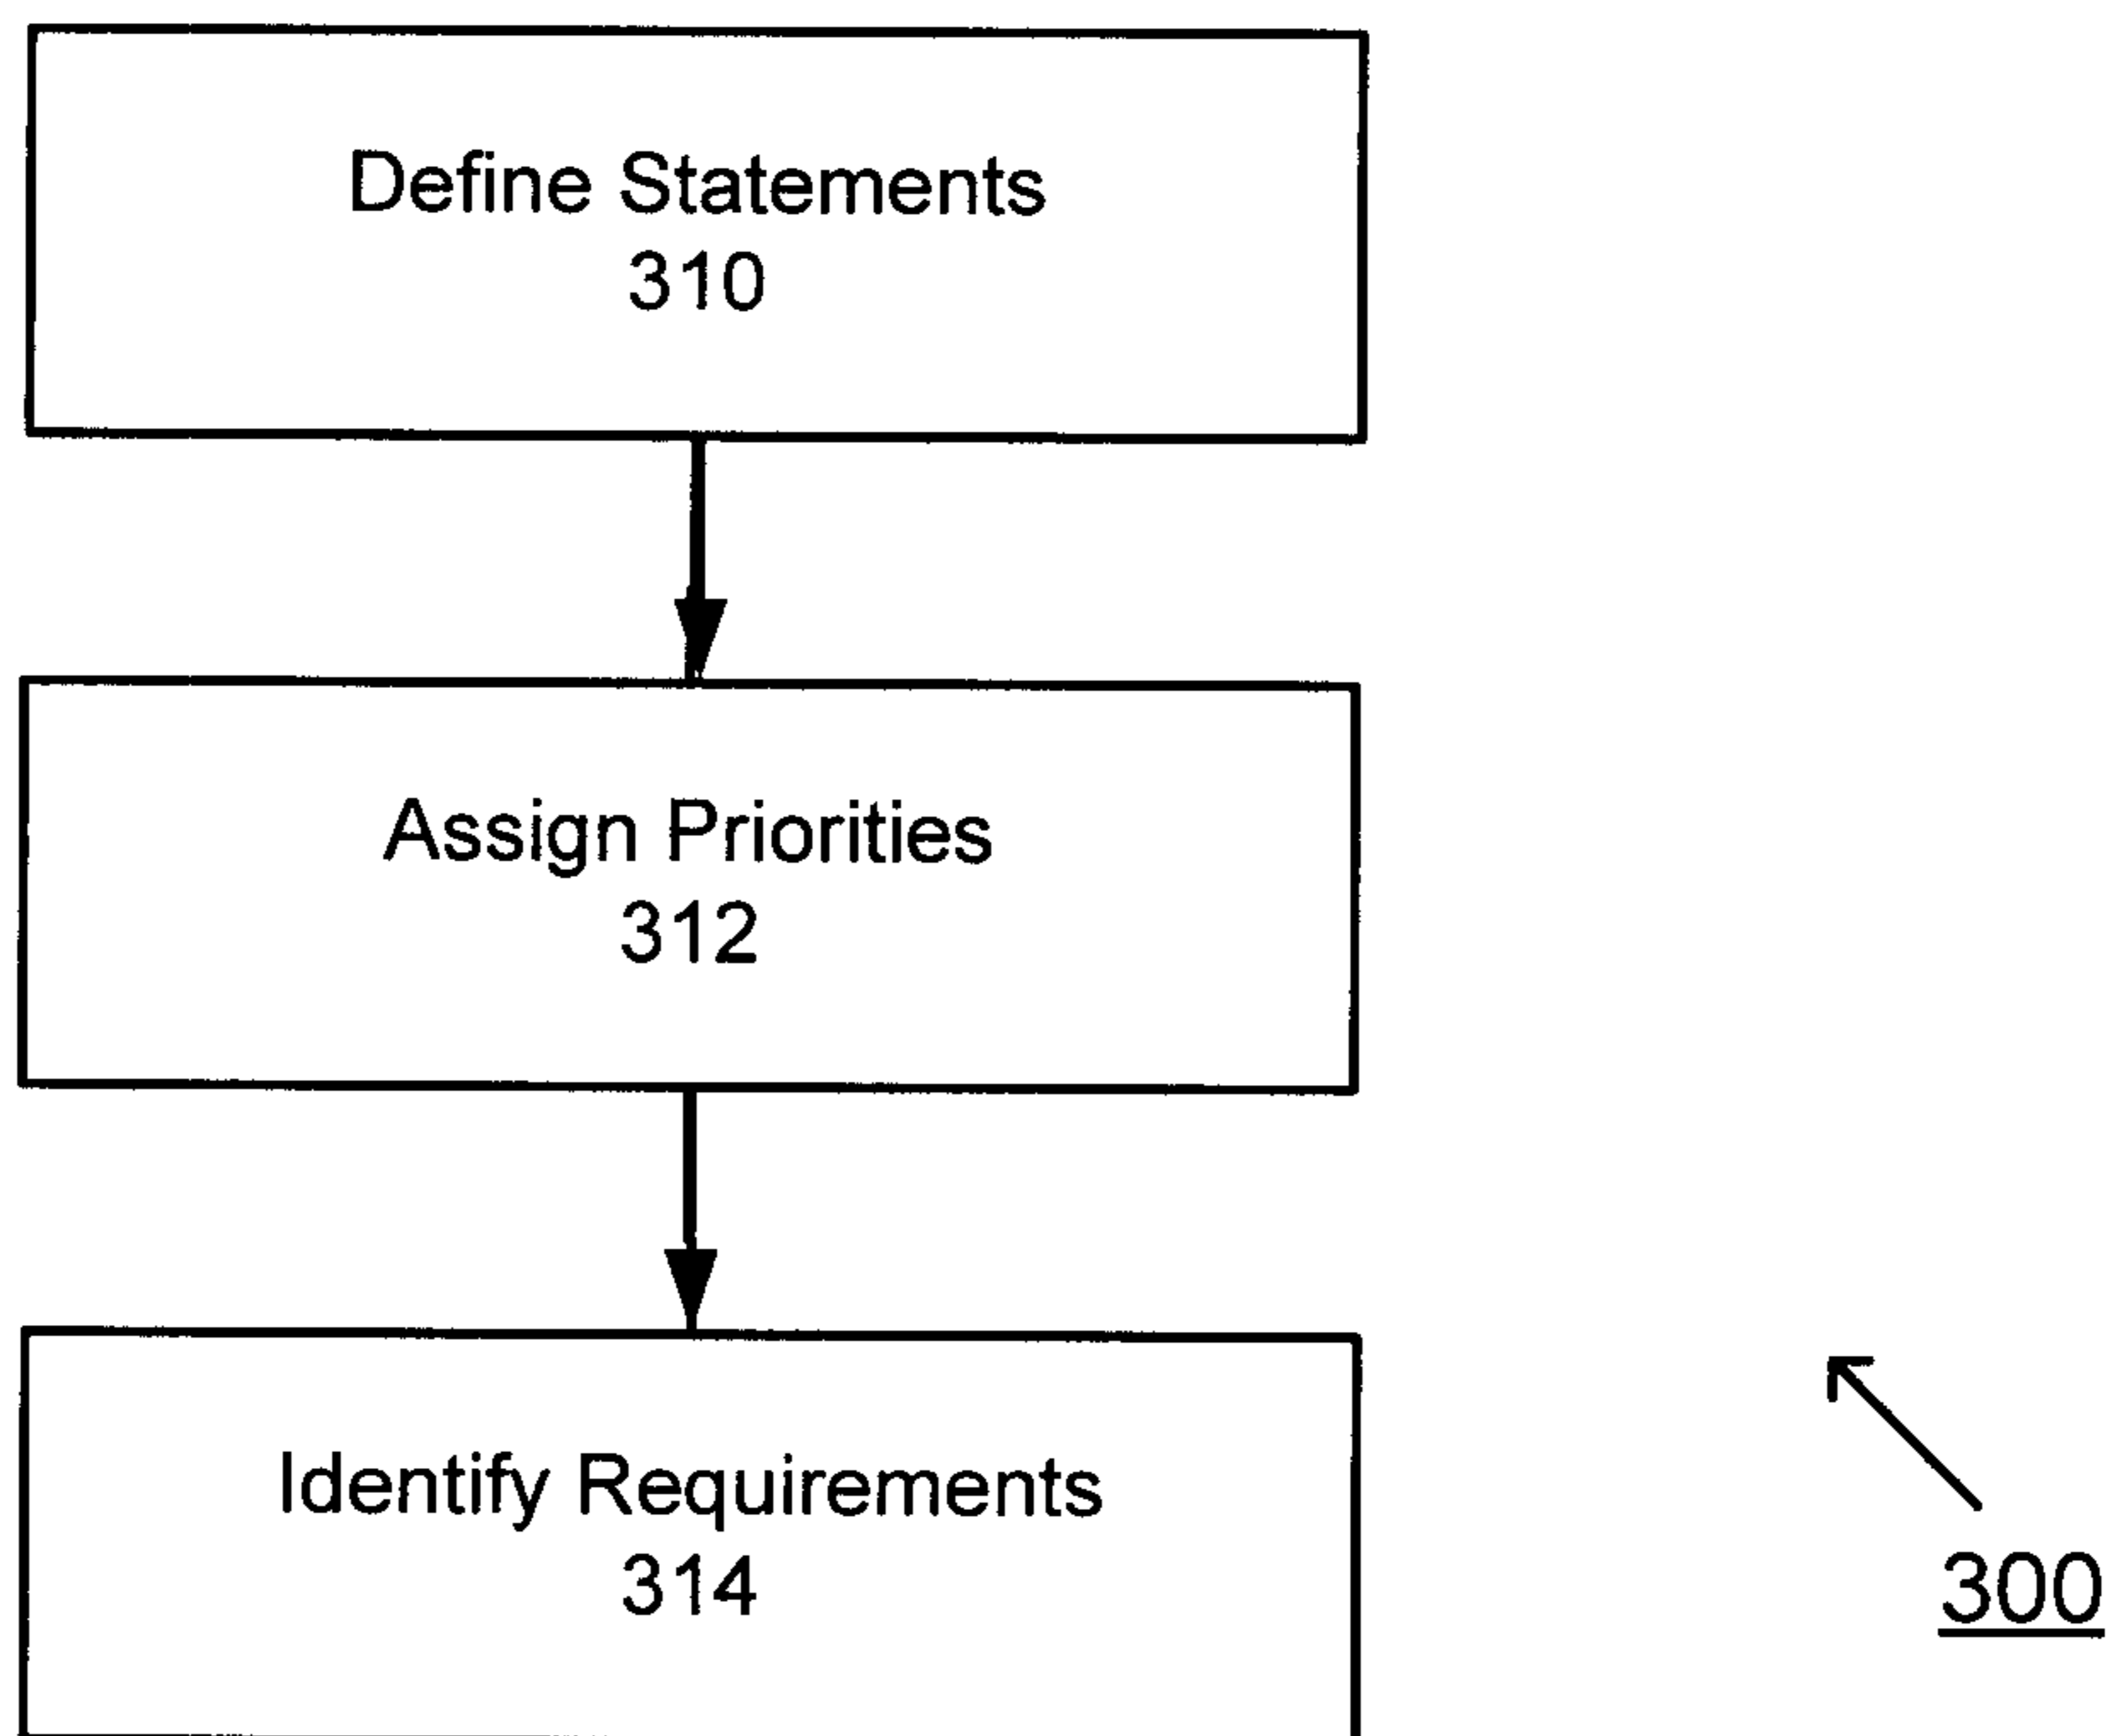 Define Statements
310
Assign Priorities
312
Identify Requirements
314
300